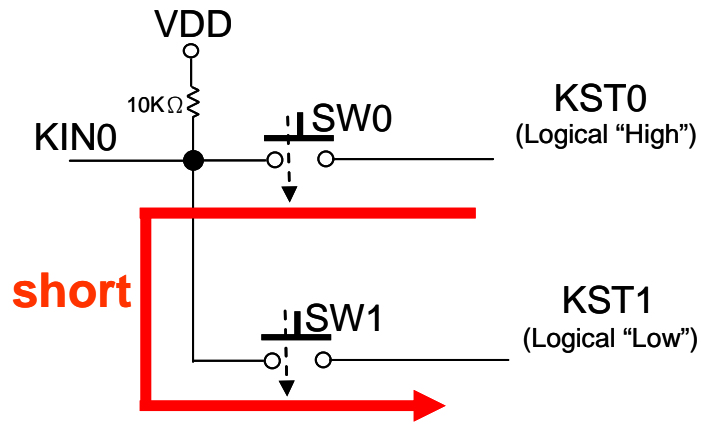 VDD
10KΩ
KIN0
SW0
KST0
(Logical “High”)
short
SW1
KST1
(Logical “Low”)